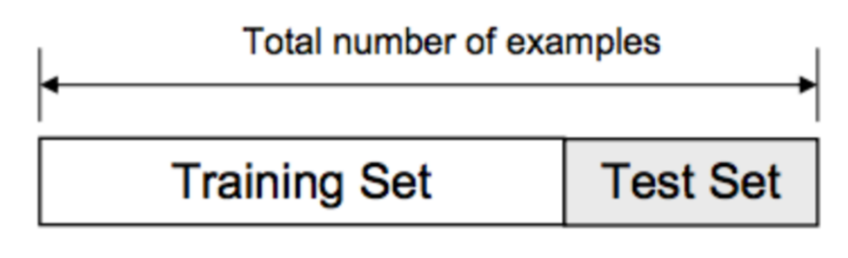 Total number of examples
Training Set
Test Set